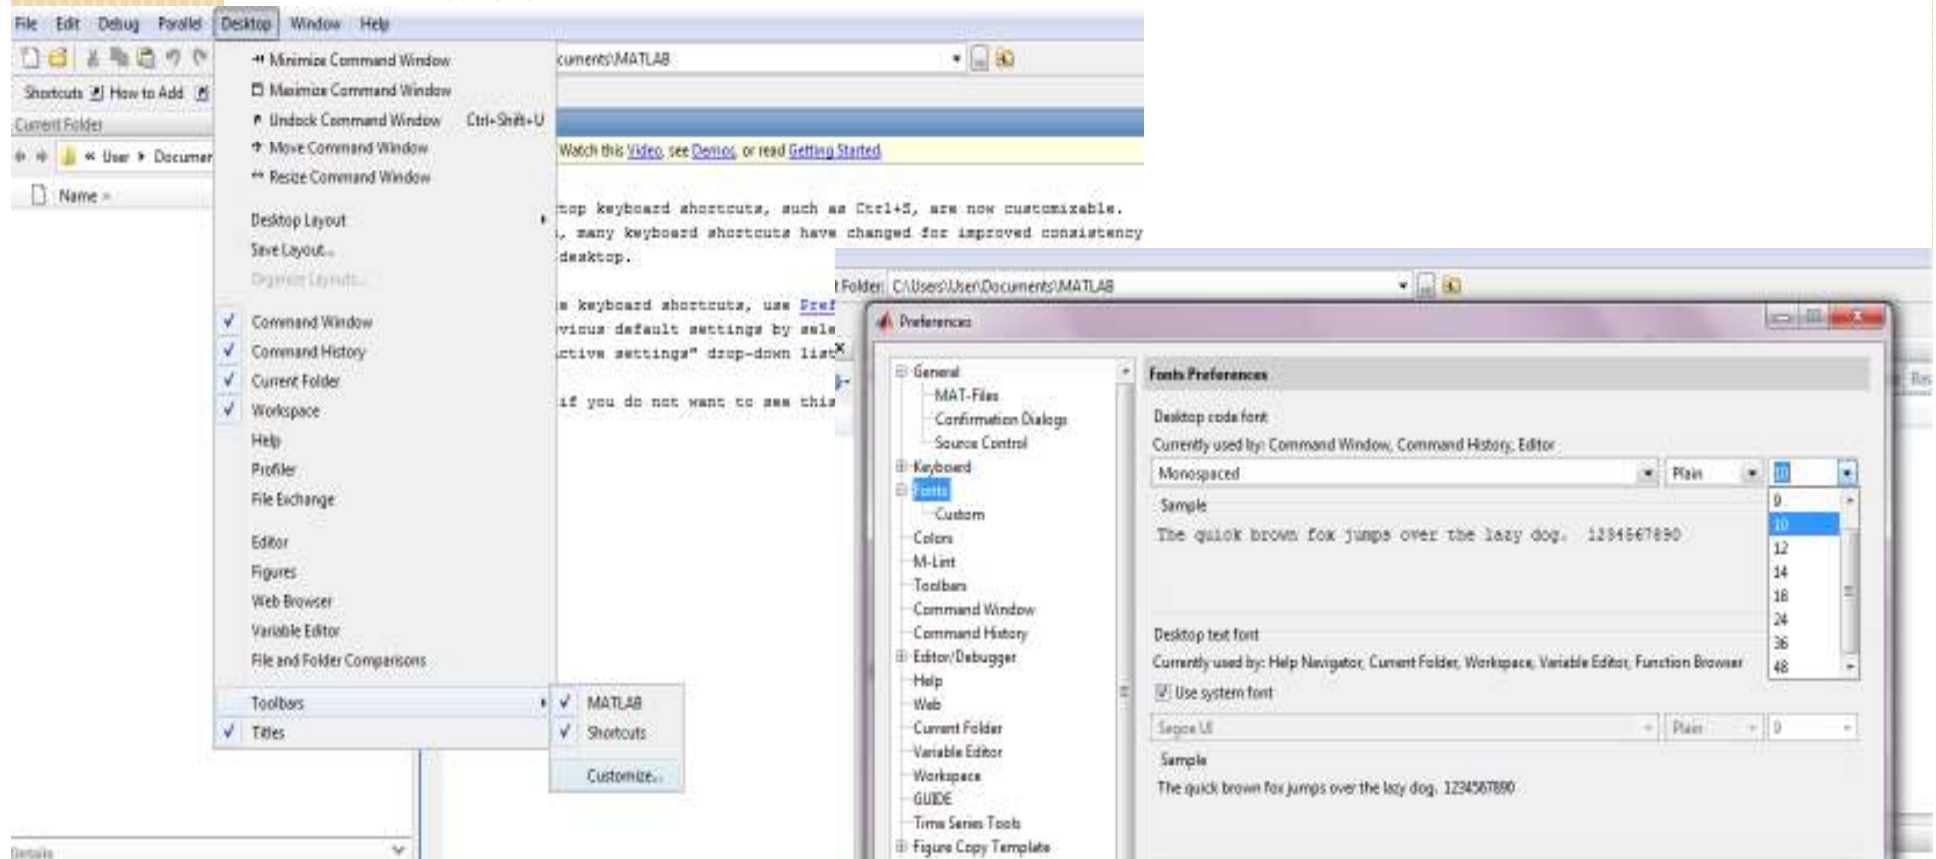 File Edit Debug Parallel Desktop Window Help
Shortcuts How to Add
Current Folder
« User Documen
Name
Minimize Command Window
Maximize Command Window
Undock Command Window Ctrl+Shift+U
Move Command Window
Resize Command Window
Desktop Layout
Save Layout...
Organize Layouts...
Command Window
Command History
Current Folder
Workspace
Help
Profiler
File Exchange
Editor
Figures
Web Browser
Variable Editor
File and Folder Comparisons
Toolbars
Titles
MATLAB
Shortcuts
Customize...
Details
cuments\MATLAB
Watch this Video, see Demos, or read Getting Started.
top keyboard shortcuts, such as Ctrl+S, are now customizable.
, many keyboard shortcuts have changed for improved consistency
desktop.
e keyboard shortcuts, use Pref
vious default settings by sele
ctive settings" drop-down list
if you do not want to see this
t Folder: C:\Users\User\Documents\MATLAB
Preferences
General
MAT-Files
Confirmation Dialogs
Source Control
Keyboard
Fonts
Custom
Colors
M-Lint
Toolbars
Command Window
Command History
Editor/Debugger
Help
Web
Current Folder
Variable Editor
Workspace
GUIDE
Time Series Tools
Figure Copy Template
Fonts Preferences
Desktop code font
Currently used by: Command Window, Command History, Editor
Monospaced Plain 10
9
10
12
14
18
24
36
48
Sample
The quick brown fox jumps over the lazy dog. 1234567890
Desktop text font
Currently used by: Help Navigator, Current Folder, Workspace, Variable Editor, Function Browser
Use system font
Segoe UI Plain 9
Sample
The quick brown fox jumps over the lazy dog. 1234567890